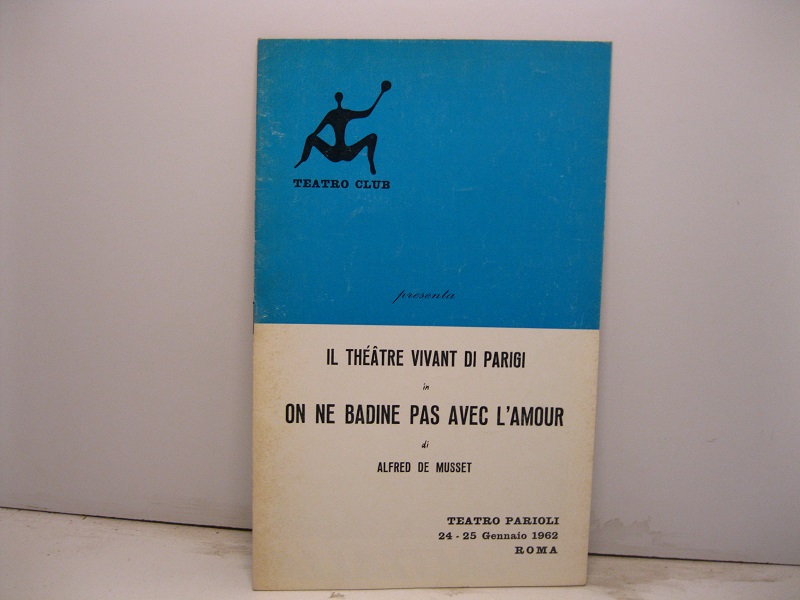 TEATRO CLUB
presenta
IL THÉÂTRE VIVANT DI PARIGI
in
ON NE BADINE PAS AVEC L'AMOUR
di
ALFRED DE MUSSET
TEATRO PARIOLI
24 - 25 Gennaio 1962
ROMA